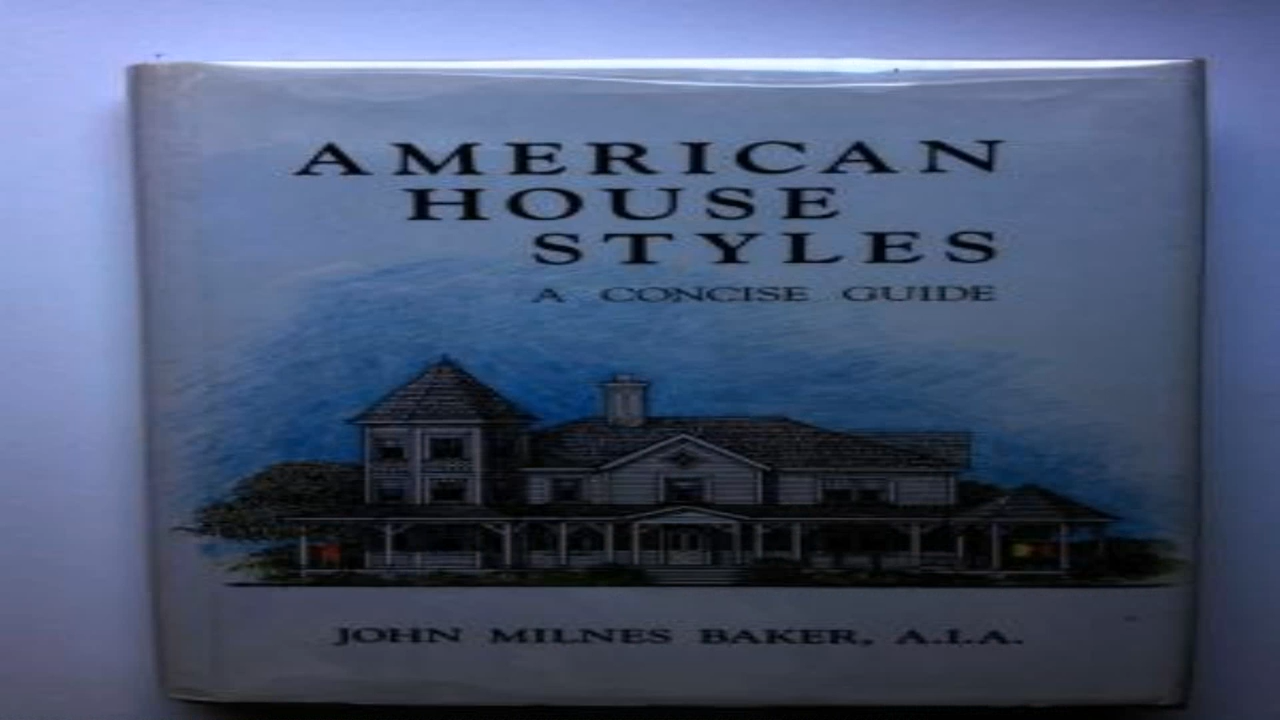 AMERICAN
HOUSE
STYLES
A CONCISE GUIDE
JOHN MILNES BAKER, A.I.A.